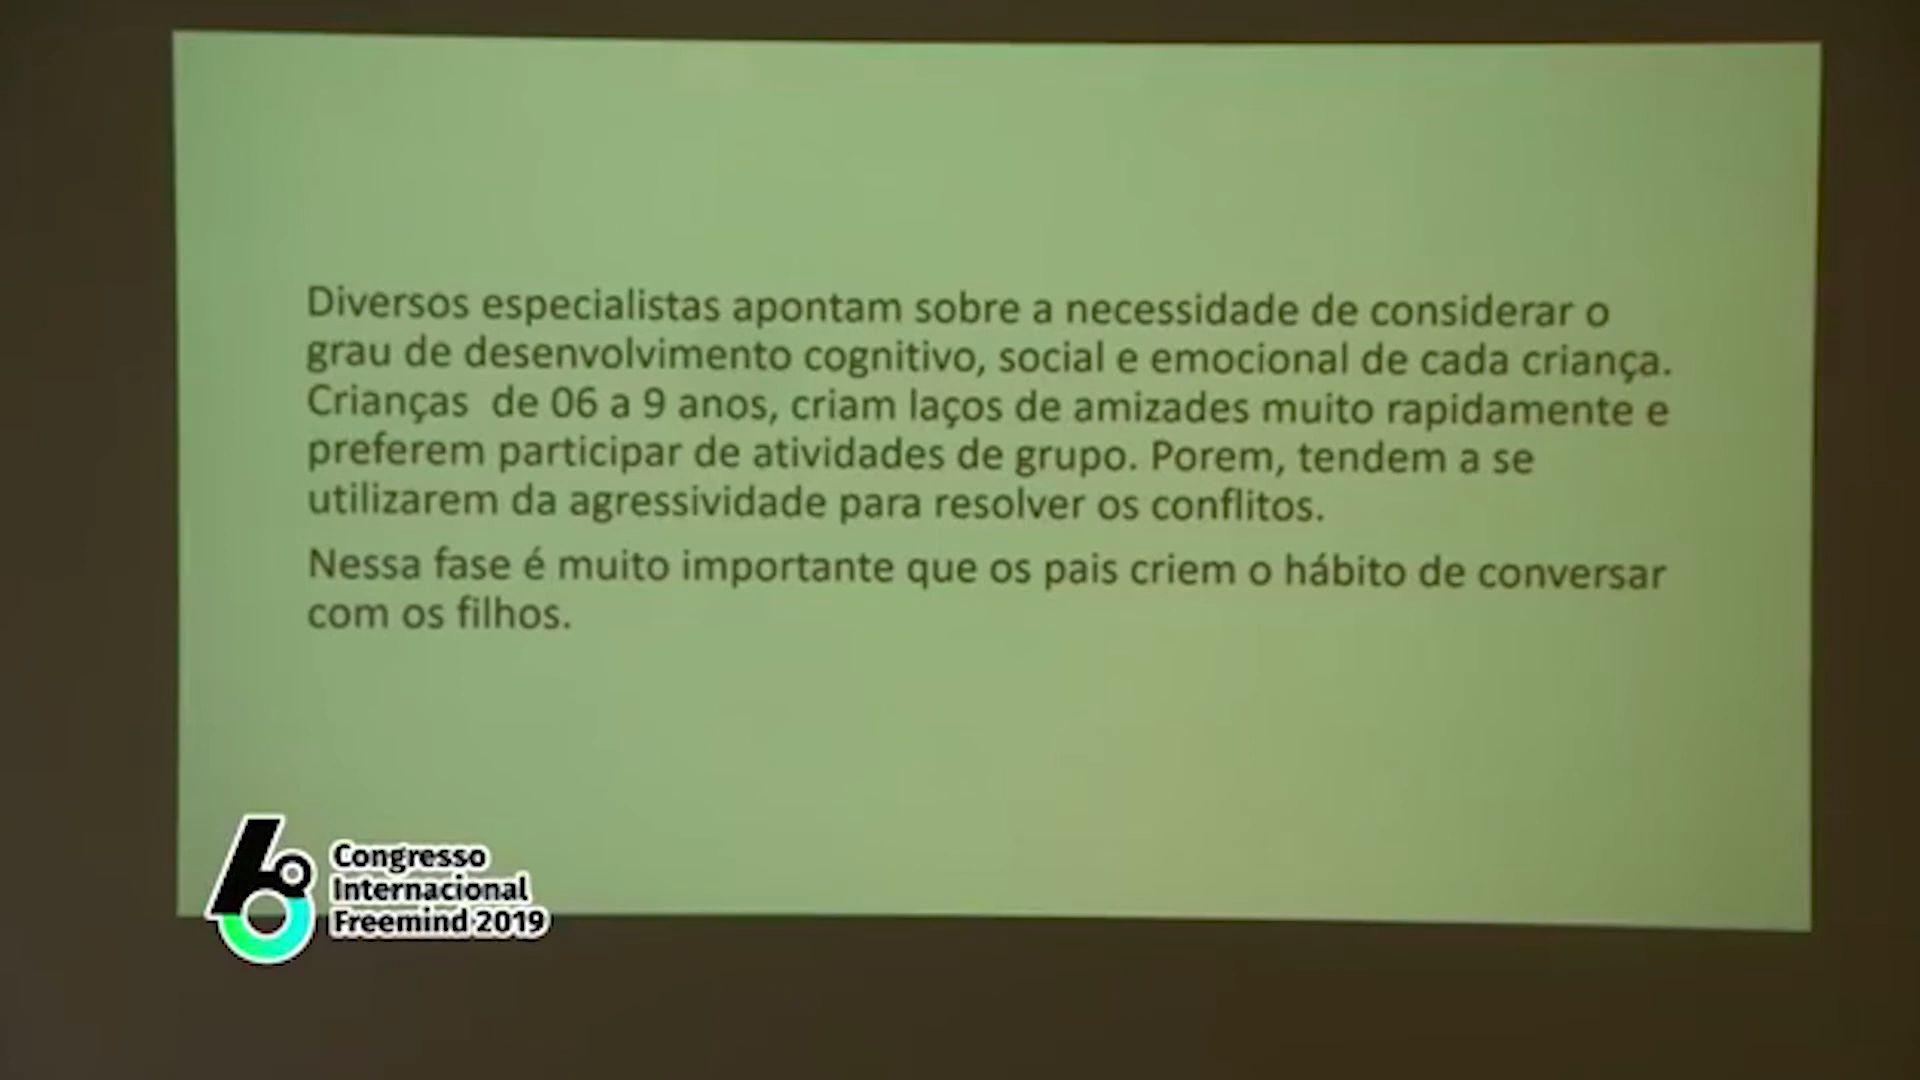 Diversos especialistas apontam sobre a necessidade de considerar o
grau de desenvolvimento cognitivo, social e emocional de cada criança.
Crianças  de 06 a 9 anos, criam laços de amizades muito rapidamente e
preferem participar de atividades de grupo. Porem, tendem a se
utilizarem da agressividade para resolver os conflitos.
Nessa fase é muito importante que os pais criem o hábito de conversar
com os filhos.
6º
Congresso
Internacional
Freemind 2019